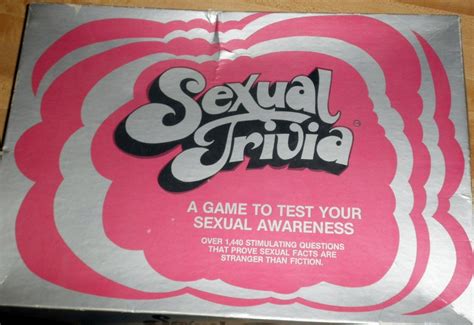 Sexual
Trivia
A GAME TO TEST YOUR
SEXUAL AWARENESS
OVER 1,440 STIMULATING QUESTIONS
THAT PROVE SEXUAL FACTS ARE
STRANGER THAN FICTION.